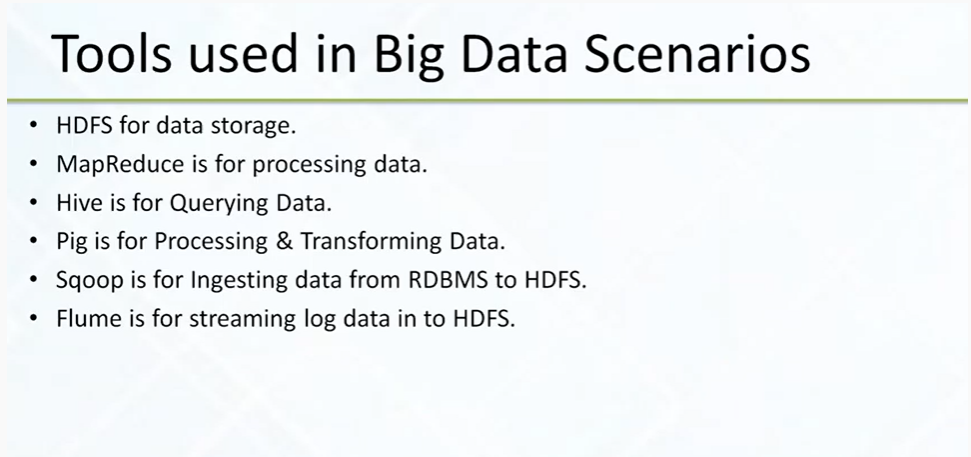 Tools used in Big Data Scenarios
• HDFS for data storage.
• MapReduce is for processing data.
• Hive is for Querying Data.
• Pig is for Processing & Transforming Data.
• Sqoop is for Ingesting data from RDBMS to HDFS.
• Flume is for streaming log data in to HDFS.